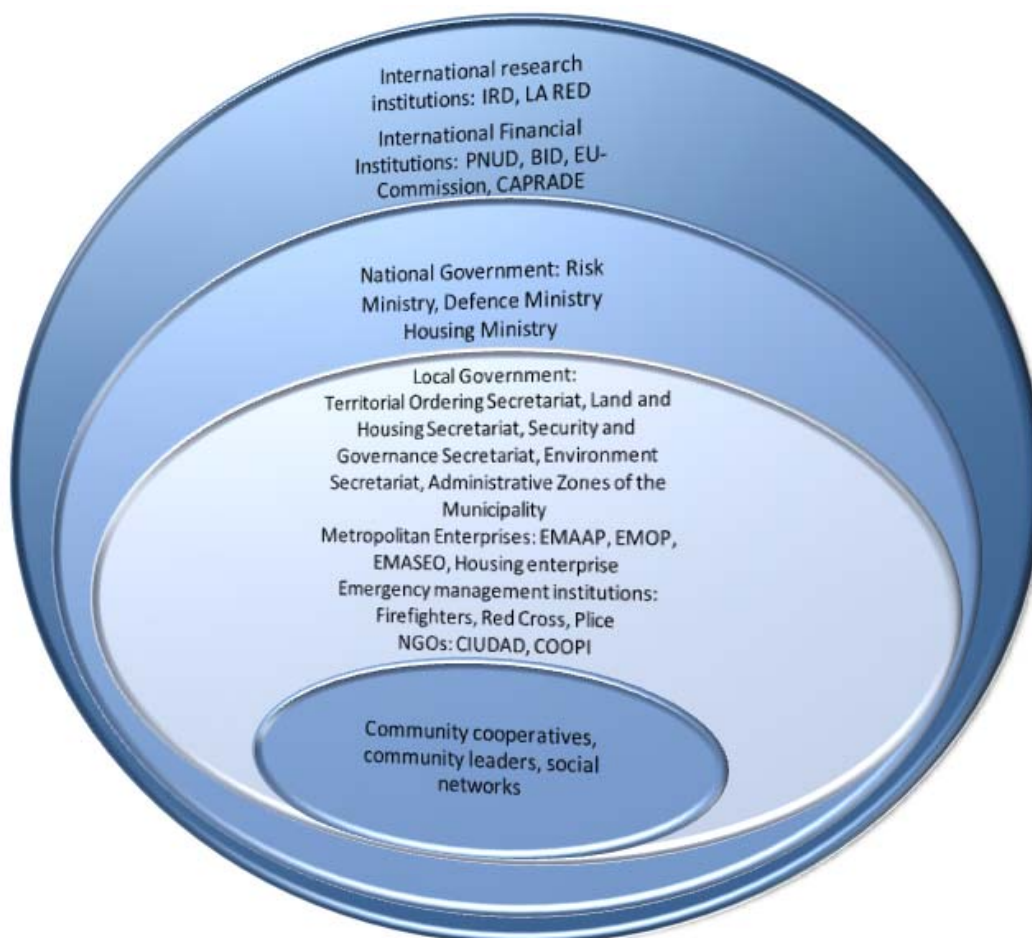 International research
institutions: IRD, LA RED
International Financial
Institutions: PNUD, BID, EU-
Commission, CAPRADE
National Government: Risk
Ministry, Defence Ministry
Housing Ministry
Local Government:
Territorial Ordering Secretariat, Land and
Housing Secretariat, Security and
Governance Secretariat, Environment
Secretariat, Administrative Zones of the
Municipality
Metropolitan Enterprises: EMAAP, EMOP,
EMASEO, Housing enterprise
Emergency management institutions:
Firefighters, Red Cross, Plice
NGOs: CIUDAD, COOPI
Community cooperatives,
community leaders, social
networks